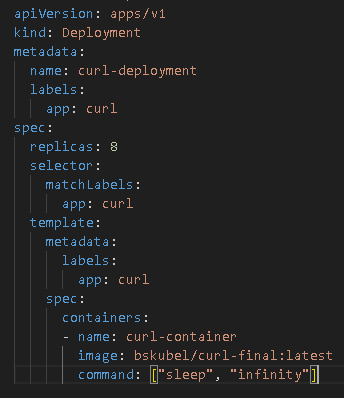 apiVersion: apps/v1
kind: Deployment
metadata:
  name: curl-deployment
  labels:
    app: curl
spec:
  replicas: 8
  selector:
    matchLabels:
      app: curl
  template:
    metadata:
      labels:
        app: curl
    spec:
      containers:
      - name: curl-container
        image: bskubel/curl-final:latest
        command: ["sleep", "infinity"]